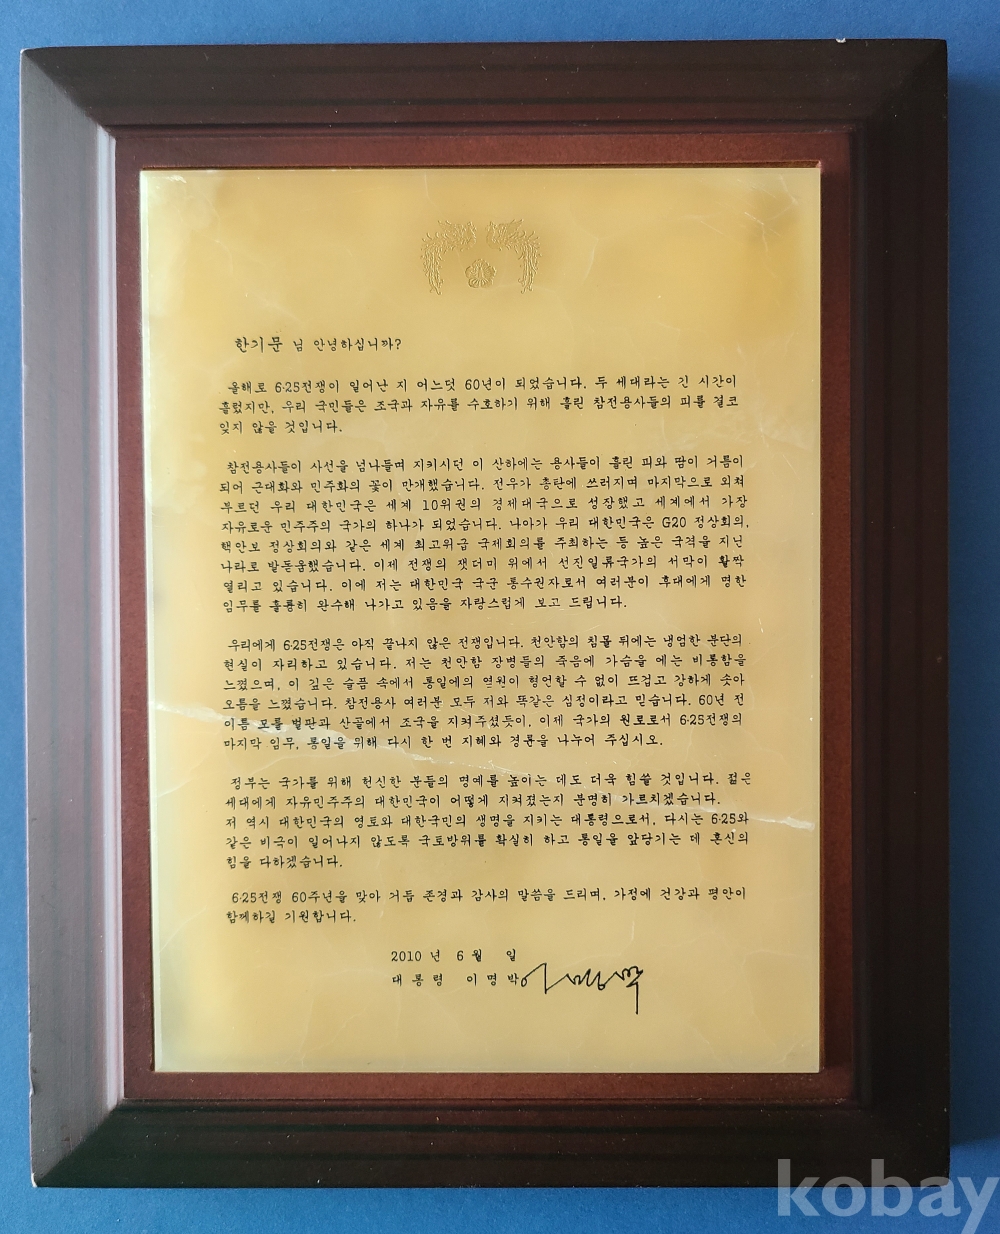 한기문 님 안녕하십니까?
올해로 6·25전쟁이 일어난 지 어느덧 60년이 되었습니다. 두 세대라는 긴 시간이
흘렀지만, 우리 국민들은 조국과 자유를 수호하기 위해 흘린 참전용사들의 피를 결코
잊지 않을 것입니다.
참전용사들이 사선을 넘나들며 지키시던 이 산하에는 용사들이 흘린 피와 땀이 거름이
되어 근대화와 민주화의 꽃이 만개했습니다. 전우가 총탄에 쓰러지며 마지막으로 외쳐
부르던 우리 대한민국은 세계 10위권의 경제대국으로 성장했고 세계에서 가장
자유로운 민주주의 국가의 하나가 되었습니다. 나아가 우리 대한민국은 G20 정상회의,
핵안보 정상회의와 같은 세계 최고위급 국제회의를 주최하는 등 높은 국격을 지닌
나라로 발돋움했습니다. 이제 전쟁의 잿더미 위에서 선진일류국가의 서막이 활짝
열리고 있습니다. 이에 저는 대한민국 국군 통수권자로서 여러분이 후대에게 명한
임무를 훌륭히 완수해 나가고 있음을 자랑스럽게 보고 드립니다.
우리에게 6·25전쟁은 아직 끝나지 않은 전쟁입니다. 천안함의 침몰 뒤에는 냉엄한 분단의
현실이 자리하고 있습니다. 저는 천안함 장병들의 죽음에 가슴을 에는 비통함을
느꼈으며, 이 깊은 슬픔 속에서 통일에의 염원이 형언할 수 없이 뜨겁고 강하게 솟아
오름을 느꼈습니다. 참전용사 여러분 모두 저와 똑같은 심정이라고 믿습니다. 60년 전
이름 모를 벌판과 산골에서 조국을 지켜주셨듯이, 이제 국가의 원로로서 6·25전쟁의
마지막 임무, 통일을 위해 다시 한 번 지혜와 경륜을 나누어 주십시오.
정부는 국가를 위해 헌신한 분들의 명예를 높이는 데도 더욱 힘쓸 것입니다. 젊은
세대에게 자유민주주의 대한민국이 어떻게 지켜졌는지 분명히 가르치겠습니다.
저 역시 대한민국의 영토와 대한국민의 생명을 지키는 대통령으로서, 다시는 6·25와
같은 비극이 일어나지 않도록 국토방위를 확실히 하고 통일을 앞당기는 데 혼신의
힘을 다하겠습니다.
6·25전쟁 60주년을 맞아 거듭 존경과 감사의 말씀을 드리며, 가정에 건강과 평안이
함께하길 기원합니다.
2010 년 6 월 일
대통령 이명박 이명박
kobay